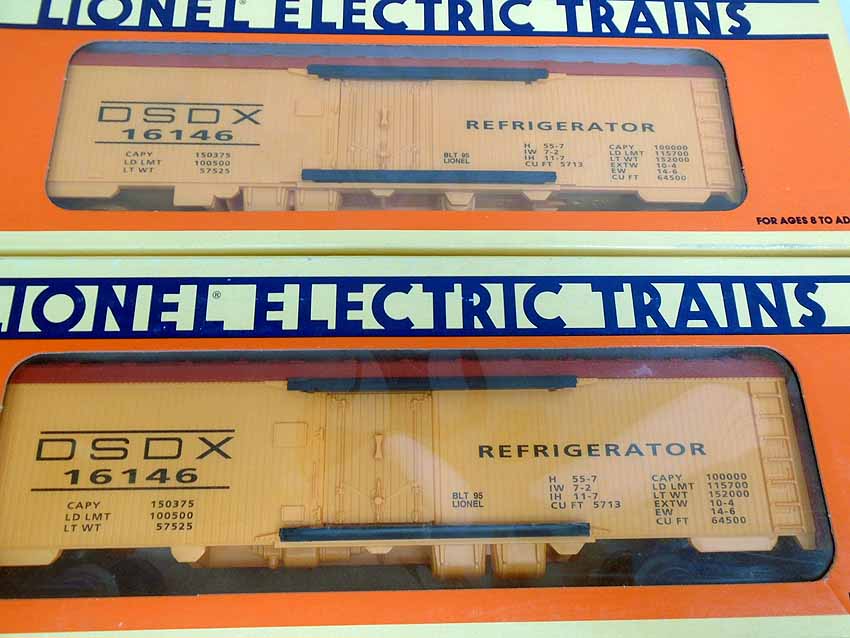 LIONEL® ELECTRIC TRAINS
DSDX
16146
CAPY 150375
LD LMT 100500
LT WT 57525
REFRIGERATOR
BLT 95
LIONEL
H 55-7
IW 7-2
IH 11-7
CU FT 5713
CAPY 100000
LD LMT 115700
LT WT 152000
EXTW 10-4
EW 14-6
CU FT 64500
FOR AGES 8 TO AD
LIONEL® ELECTRIC TRAINS
DSDX
16146
CAPY 150375
LD LMT 100500
LT WT 57525
REFRIGERATOR
BLT 95
LIONEL
H 55-7
IW 7-2
IH 11-7
CU FT 5713
CAPY 100000
LD LMT 115700
LT WT 152000
EXTW 10-4
EW 14-6
CU FT 64500